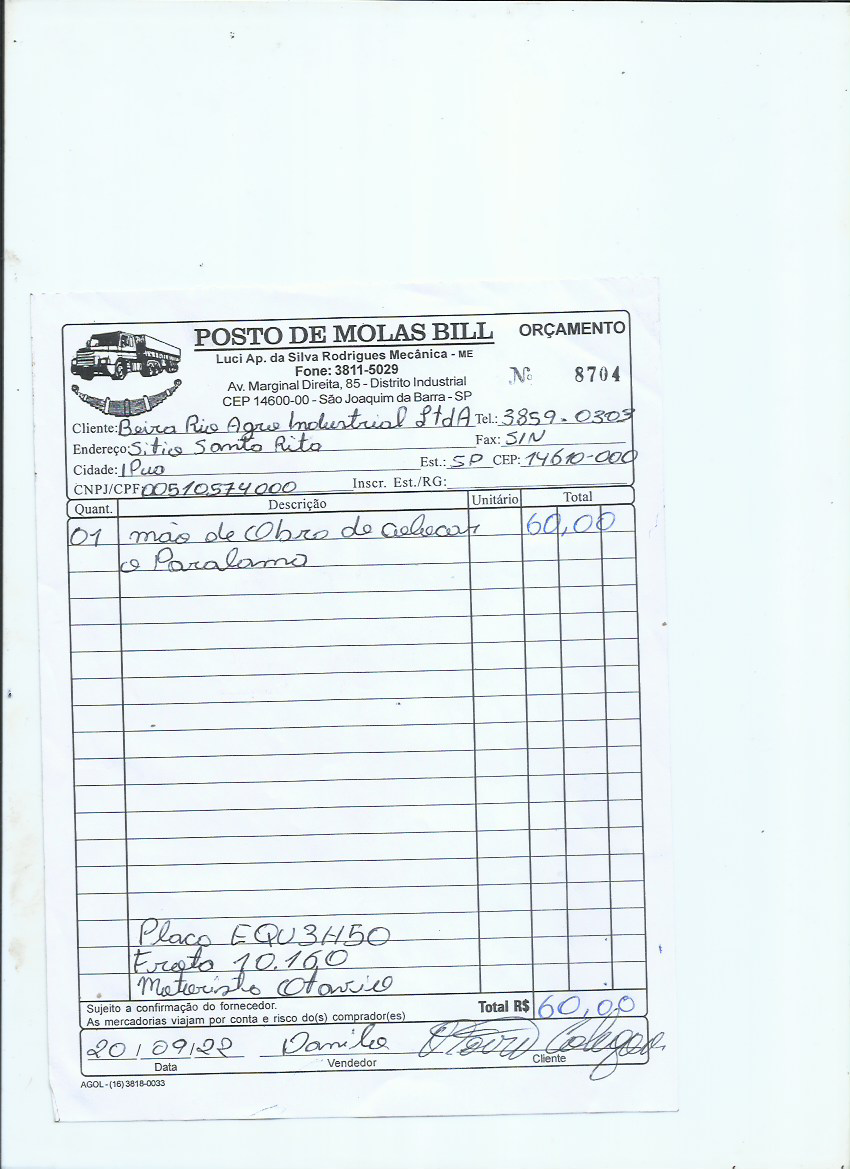 POSTO DE MOLAS BILL ORÇAMENTO
Luci Ap. da Silva Rodrigues Mecânica - ME
Fone: 3811-5029
Nº 8704
Av. Marginal Direita, 85 - Distrito Industrial
CEP 14600-00 - São Joaquim da Barra - SP
Cliente: Beira Rio Agro Industrial LtdA Tel.: 3859-0303
Endereço: Sitio Santa Rita Fax: S/N
Cidade: IPua Est.: SP CEP: 14610-000
CNPJ/CPF 00510574000 Inscr. Est./RG:
Quant. Descrição Unitário Total
01 mão de Obra de 60,00
o Paralama
Placa EQU3H50
10.160
Motorista Otavio
Sujeito a confirmação do fornecedor.
As mercadorias viajam por conta e risco do(s) comprador(es)
Total R$ 60,00
20/09/22 Danilo
Data Vendedor Cliente
AGOL - (16) 3818-0033